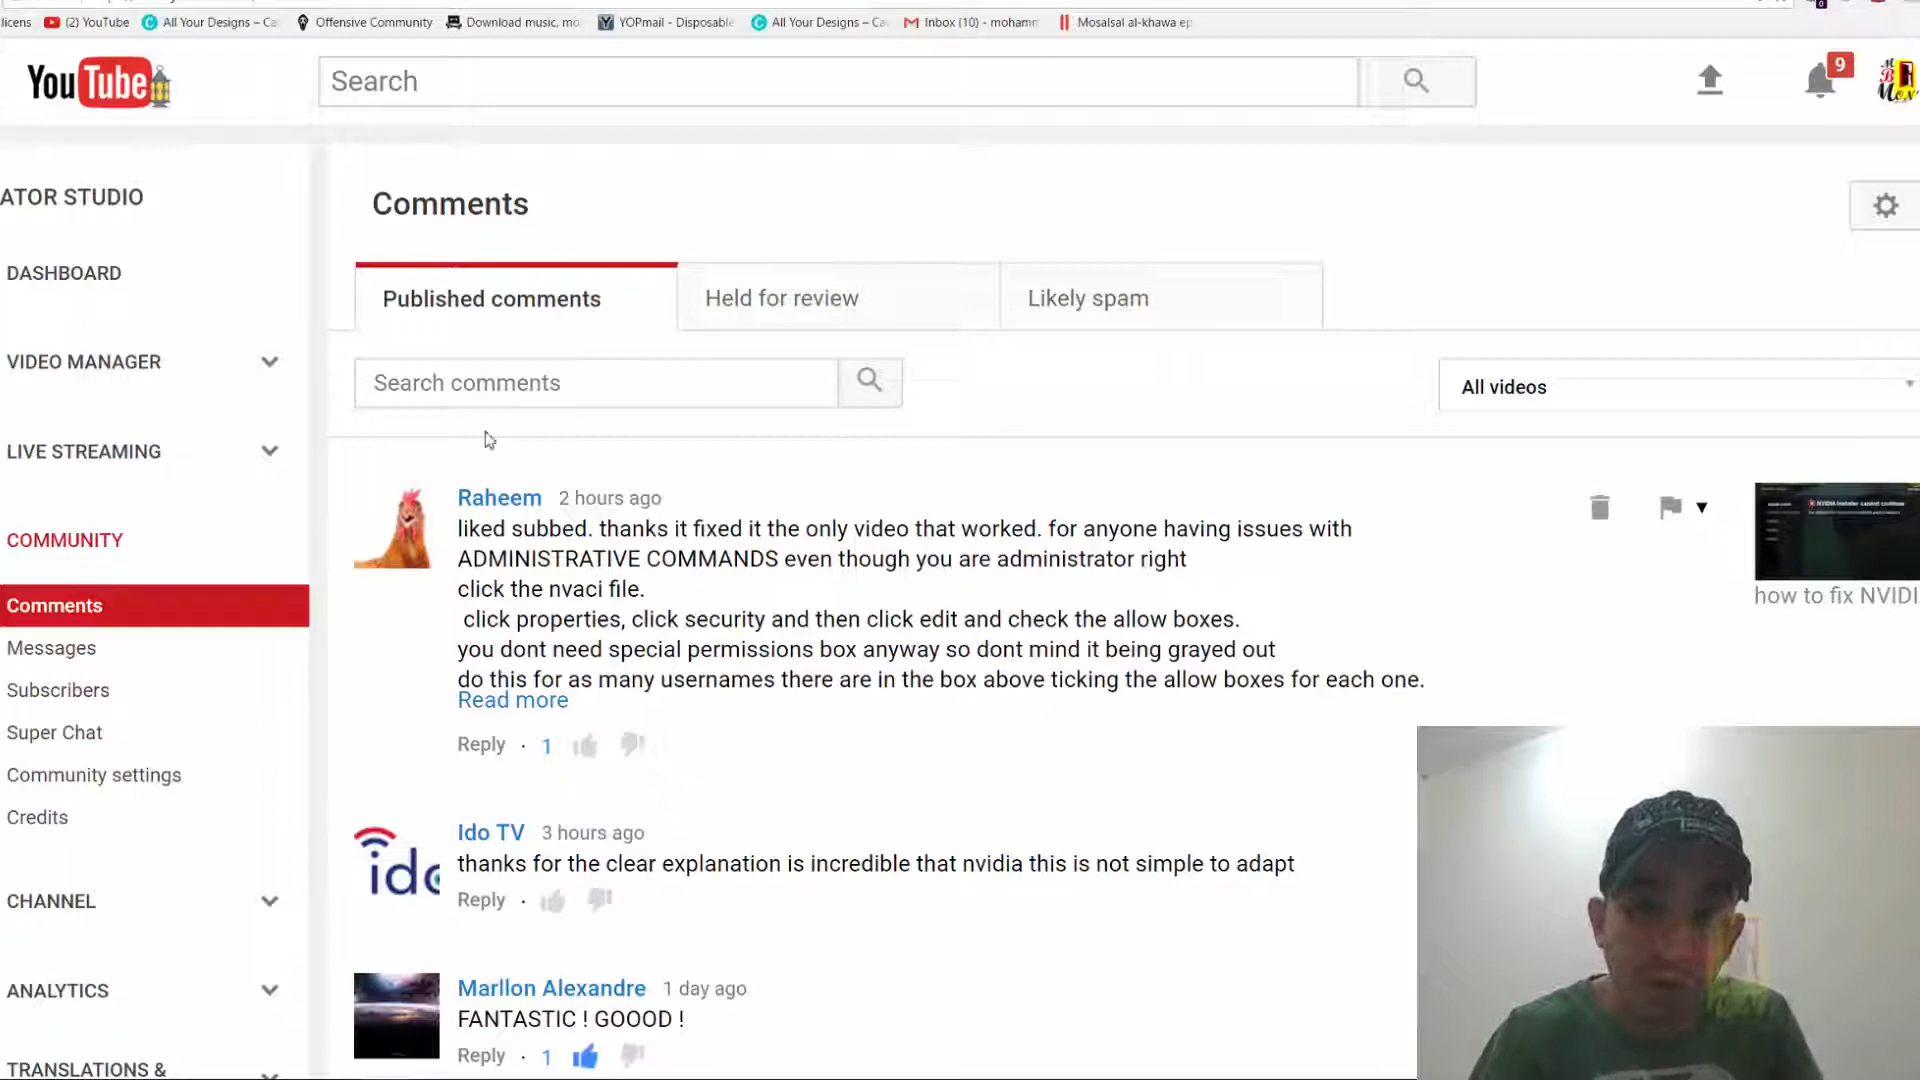 licens (2) YouTube All Your Designs – Ca Offensive Community Download music, mo YOPmail - Disposable All Your Designs – Ca Inbox (10) - mohamm Mosalsal al-khawa ep
YouTube Search 9
ATOR STUDIO
DASHBOARD
VIDEO MANAGER
LIVE STREAMING
COMMUNITY
Comments
Messages
Subscribers
Super Chat
Community settings
Credits
CHANNEL
ANALYTICS
TRANSLATIONS &
Comments
Published comments Held for review Likely spam
Search comments All videos
Raheem 2 hours ago
liked subbed. thanks it fixed it the only video that worked. for anyone having issues with
ADMINISTRATIVE COMMANDS even though you are administrator right
click the nvaci file.
click properties, click security and then click edit and check the allow boxes.
you dont need special permissions box anyway so dont mind it being grayed out
do this for as many usernames there are in the box above ticking the allow boxes for each one.
Read more
Reply · 1
how to fix NVIDI
Ido TV 3 hours ago
thanks for the clear explanation is incredible that nvidia this is not simple to adapt
Reply ·
ido
Marllon Alexandre 1 day ago
FANTASTIC ! GOOOD !
Reply · 1